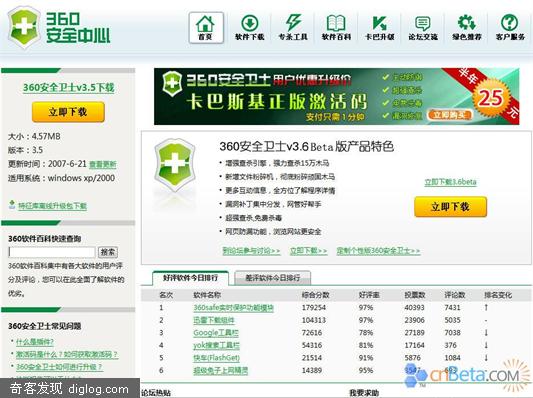 360
安全中心
首页 软件下载 专杀工具 软件百科 卡巴升级 论坛交流 绿色推荐 客户服务
360安全卫士v3.5下载
立即下载
大小：4.57MB
版本：3.5
更新时间：2007-6-21 查看更新
适用系统：windows xp/2000
特征库离线升级包下载
360软件百科快速查询
搜索
360软件百科集中有各大软件的用户评
分及评论，您可以在此全面了解软件的
优劣。
360安全卫士常见问题
什么是插件？
激活码是什么？如何获取激活码？
360安全卫士如何进行升级？
360安全卫士 用户优惠升级价
卡巴斯基正版激活码
支付只需1分钟
立即购买
半年
25元
360安全卫士v3.6Beta版产品特色
增强查杀引擎，强力查杀15万木马
新增文件粉碎机，彻底粉碎顽固木马
更多互动信息，全方位了解程序详情
漏洞补丁集中分发，网管好帮手
超强查杀，免费杀毒
网页防漏功能，浏览网站更安全
立即下载3.6beta
立即下载
到论坛参与讨论>> 立即下载>> 定制个性版360安全卫士>>
好评软件今日排行 差评软件今日排行
名次 软件名称 综合分数 好评率 投票数 评论数 排名变化
1 360safe实时保护功能模块 179254 97% 40393 7431 ↑
2 迅雷下载组件 104313 97% 23906 5035 -
3 Google工具栏 72616 78% 27189 7038 ↓
4 yok搜索工具栏 54316 81% 17164 376 ↓
5 快车(FlashGet) 21514 91% 5876 1084 ↓
6 超级兔子上网精灵 14389 95% 3547 693
论坛热贴 我要求助
cnBeta.COM
奇客发现 diglog.com